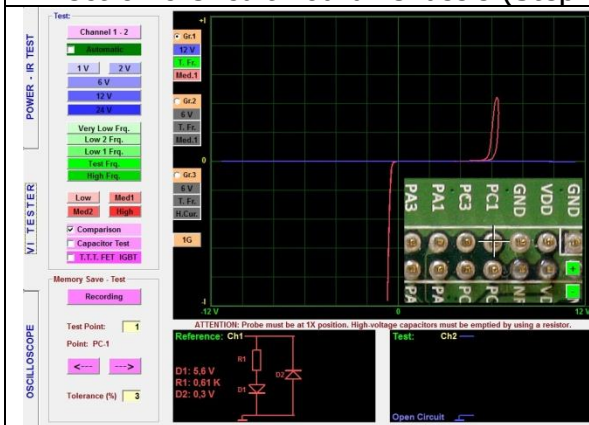 (Step
POWER - IR TEST
VI TESTER
OSCILLOSCOPE
Test:
Channel 1 - 2
Automatic
1 V 2 V
6 V
12 V
24 V
Very Low Frq.
Low 2 Frq.
Low 1 Frq.
Test Frq.
High Frq.
Low Med1
Med2 High
Comparison
Capacitor Test
T.T.T. FET IGBT
Memory Save - Test
Recording
Test Point: 1
Point: PC-1
<--- --->
Tolerance (%) 3
Gr.1
12 V
T. Fr.
Med.1
Gr.2
6 V
T. Fr.
Med.1
Gr.3
6 V
T. Fr.
H.Cur.
1G
+1
0
-1
-12 V
0
12 V
PA3 PA1 PC3 PC1 GND VDD GND
+
-
ATTENTION: Probe must be at 1X position. High-voltage capacitors must be emptied by using a resistor.
Reference: Ch1
R1
D1
D2
D1: 5,6 V
R1: 0,61 K
D2: 0,3 V
Test: Ch2
Open Circuit